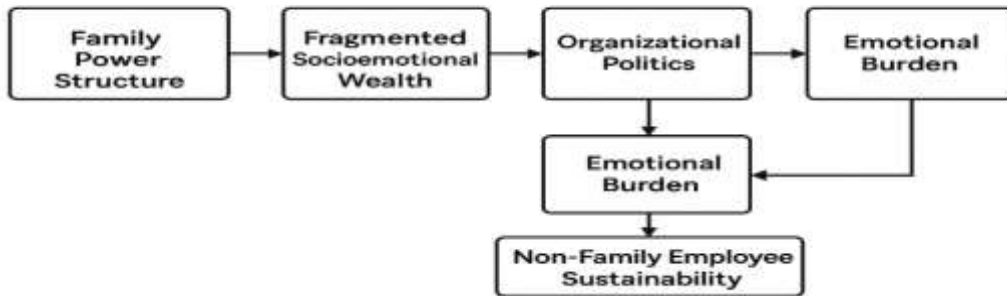 Family
Power
Structure
Fragmented
Socioemotional
Wealth
Organizational
Politics
Emotional
Burden
Emotional
Burden
Non-Family Employee
Sustainability